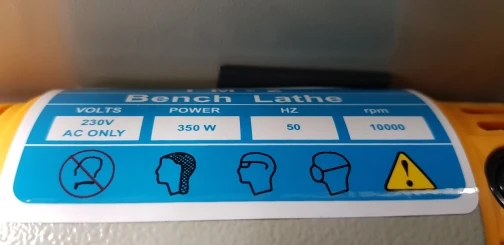 Bench Lathe
VOLTS POWER HZ rpm
230V
AC ONLY 350 W 50 10000